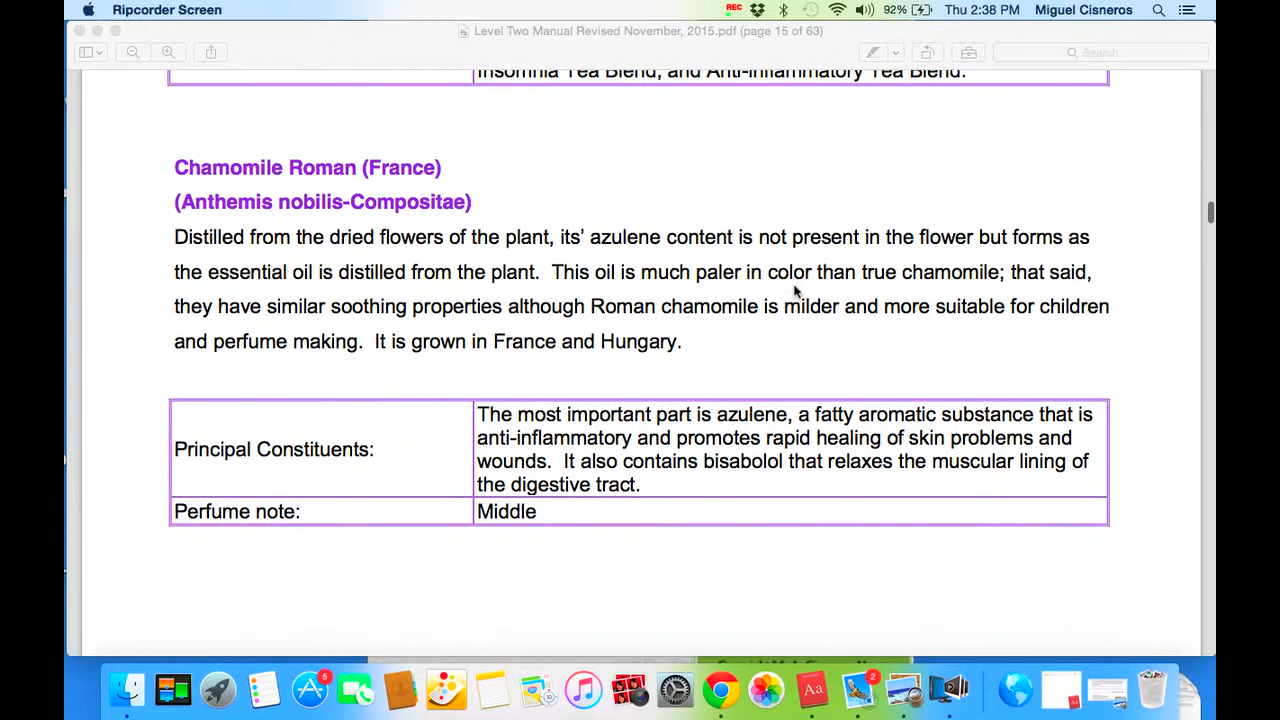 Ripcorder Screen
REC
92%
Thu 2:38 PM
Miguel Cisneros
Level Two Manual Revised November, 2015.pdf (page 15 of 63)
Search
Insomnia Tea Blend, and Anti-Inflammatory Tea Blend.
Chamomile Roman (France)
(Anthemis nobilis-Compositae)
Distilled from the dried flowers of the plant, its’ azulene content is not present in the flower but forms as
the essential oil is distilled from the plant.  This oil is much paler in color than true chamomile; that said,
they have similar soothing properties although Roman chamomile is milder and more suitable for children
and perfume making.  It is grown in France and Hungary.
Principal Constituents:
The most important part is azulene, a fatty aromatic substance that is
anti-inflammatory and promotes rapid healing of skin problems and
wounds.  It also contains bisabolol that relaxes the muscular lining of
the digestive tract.
Perfume note:
Middle
5
Aa
2